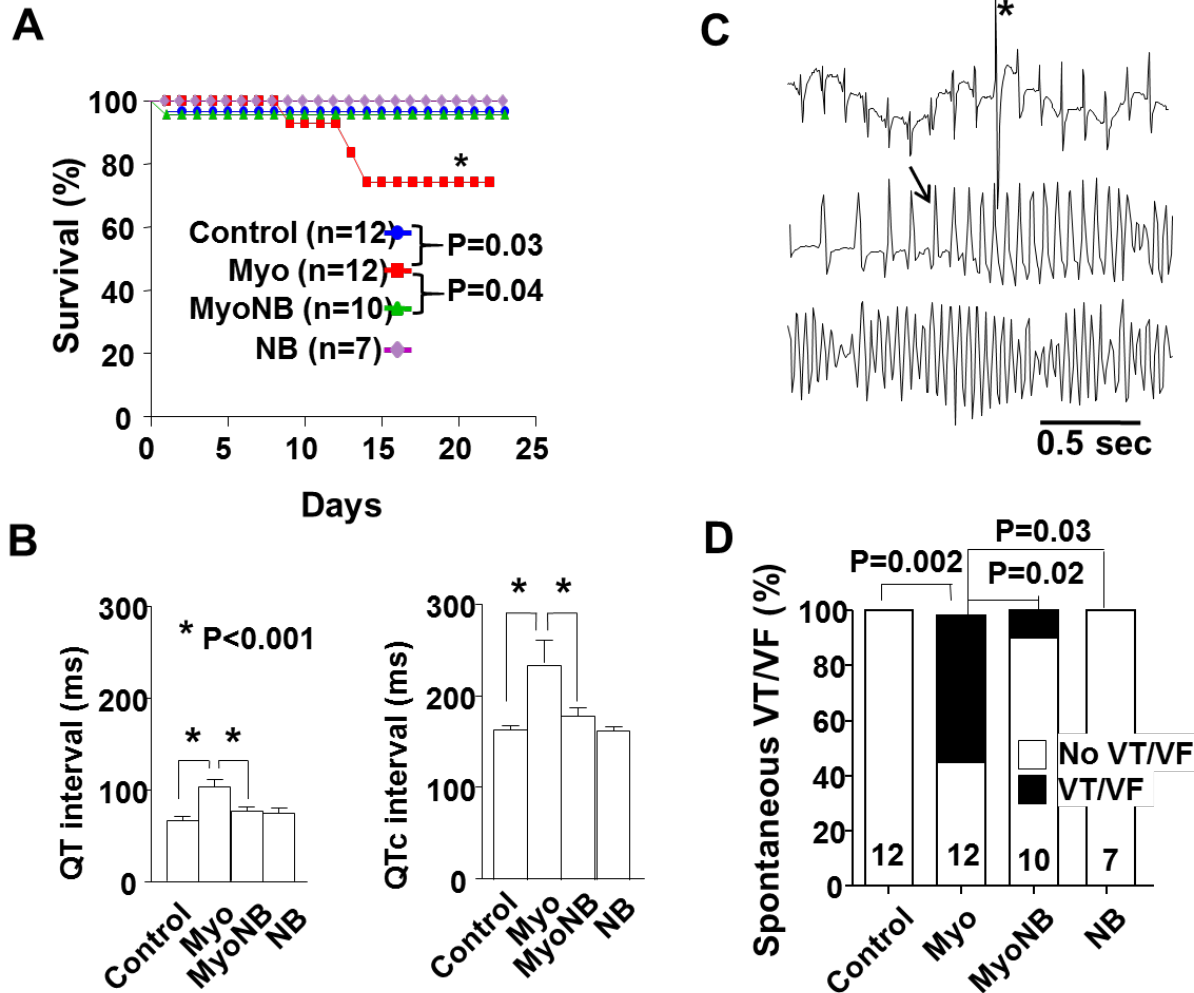 A
Survival (%)
100
80
60
40
20
0
0 5 10 15 20 25
Days
*
Control (n=12)
Myo (n=12)
MyoNB (n=10)
NB (n=7)
P=0.03
P=0.04
B
QT interval (ms)
300
200
100
0
* P<0.001
* *
Control Myo MyoNB NB
QTc interval (ms)
300
200
100
0
* *
Control Myo MyoNB NB
C
*
0.5 sec
D
Spontaneous VT/VF (%)
100
80
60
40
20
0
P=0.002
P=0.03
P=0.02
No VT/VF
VT/VF
12 12 10 7
Control Myo MyoNB NB